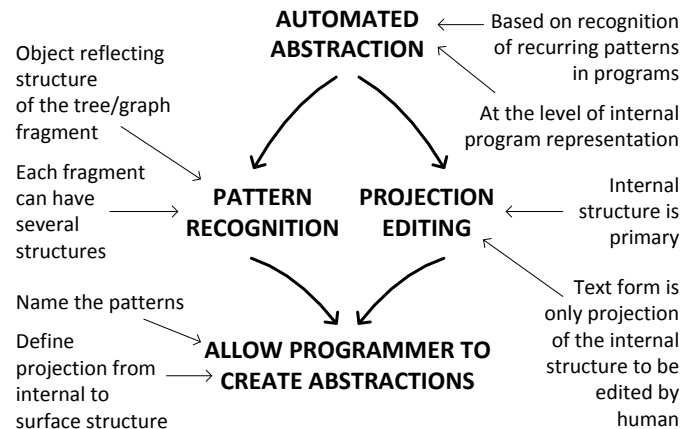 AUTOMATED
ABSTRACTION
Based on recognition
of recurring patterns
in programs
At the level of internal
program representation
Object reflecting
structure
of the tree/graph
fragment
Each fragment
can have
several
structures
PATTERN
RECOGNITION
PROJECTION
EDITING
Internal
structure is
primary
Text form is
only projection
of the internal
structure to be
edited by
human
Name the patterns
Define
projection from
internal to
surface structure
ALLOW PROGRAMMER TO
CREATE ABSTRACTIONS